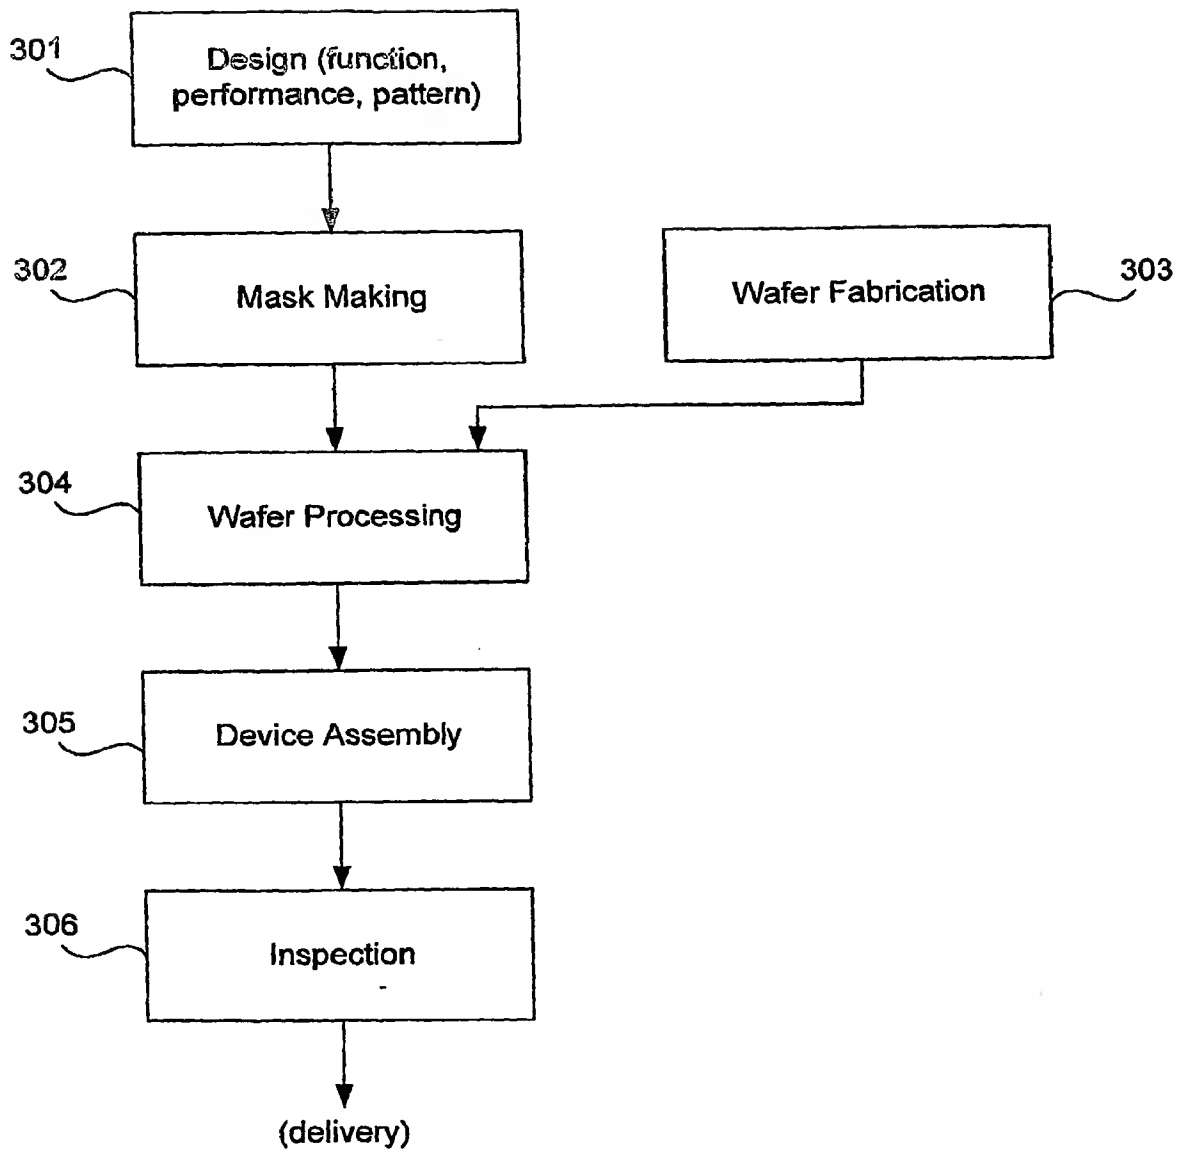 301
Design (function,
performance, pattern)
302
Mask Making
Wafer Fabrication
303
304
Wafer Processing
305
Device Assembly
306
Inspection
(delivery)